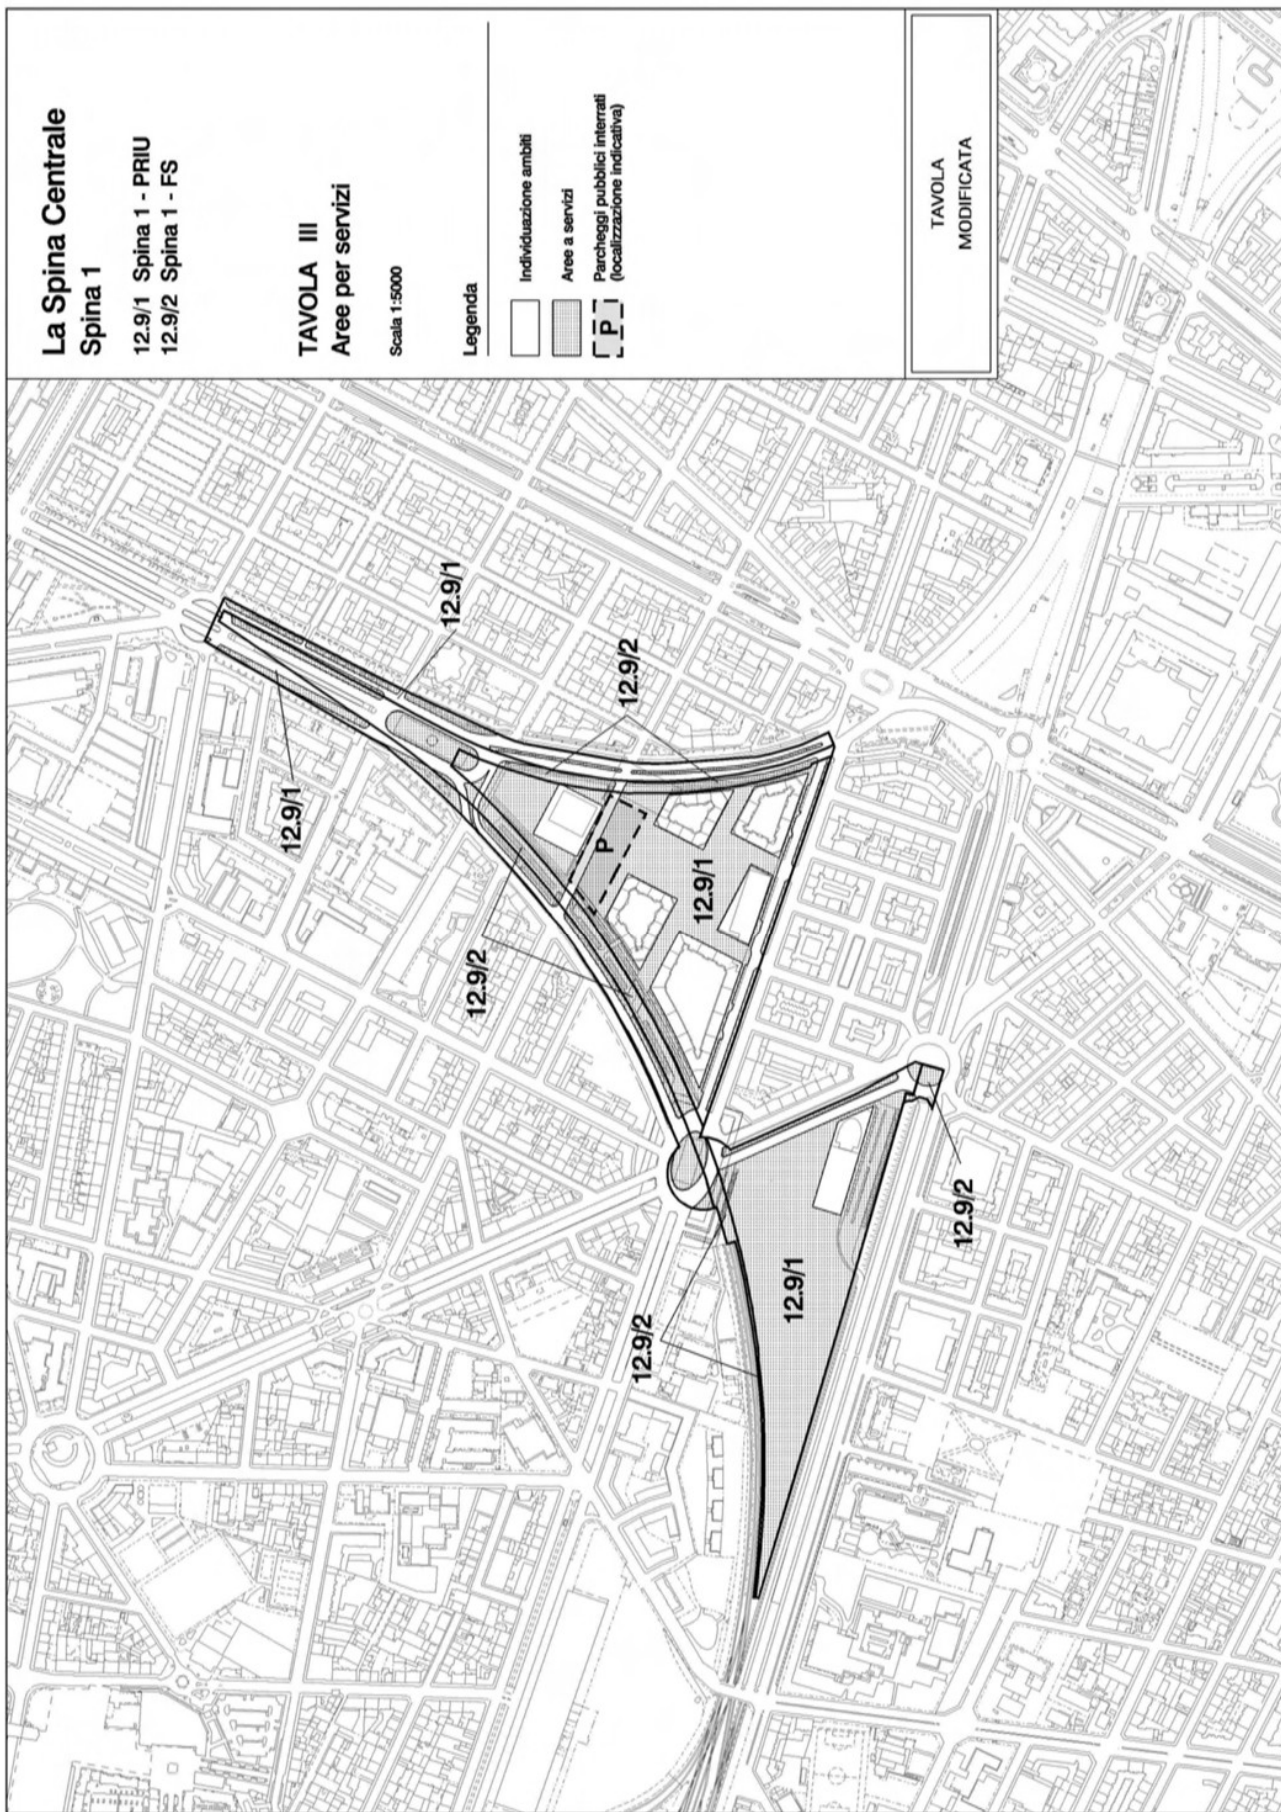 La Spina Centrale
Spina 1
12.9/1 Spina 1 - PRIU
12.9/2 Spina 1 - FS
TAVOLA III
Aree per servizi
Scala 1:5000
Legenda
Individuazione ambiti
Aree a servizi
P
Parcheggi pubblici interrati
(localizzazione indicativa)
TAVOLA
MODIFICATA
12.9/1
12.9/1
12.9/2
12.9/2
P
12.9/1
12.9/2
12.9/1
12.9/2